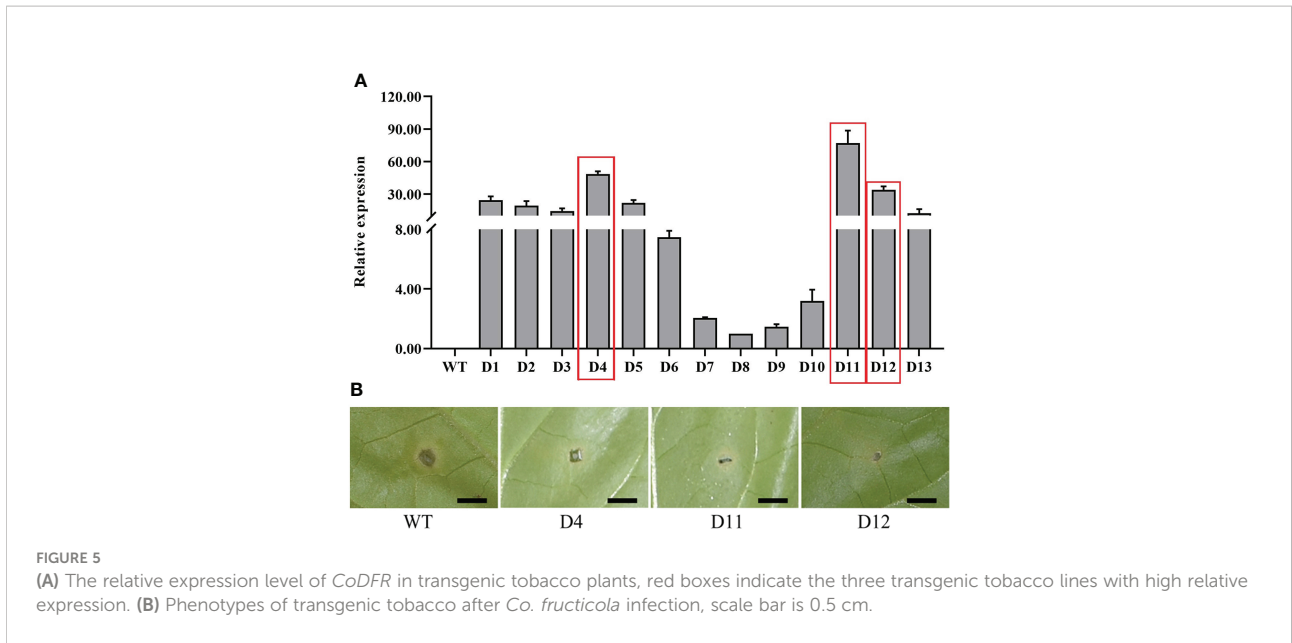 A
120.00
90.00
60.00
30.00
8.00
4.00
0.00
Relative expression
WT D1 D2 D3 D4 D5 D6 D7 D8 D9 D10 D11 D12 D13
B
WT D4 D11 D12
FIGURE 5
(A) The relative expression level of CoDFR in transgenic tobacco plants, red boxes indicate the three transgenic tobacco lines with high relative
expression. (B) Phenotypes of transgenic tobacco after Co. fructicola infection, scale bar is 0.5 cm.